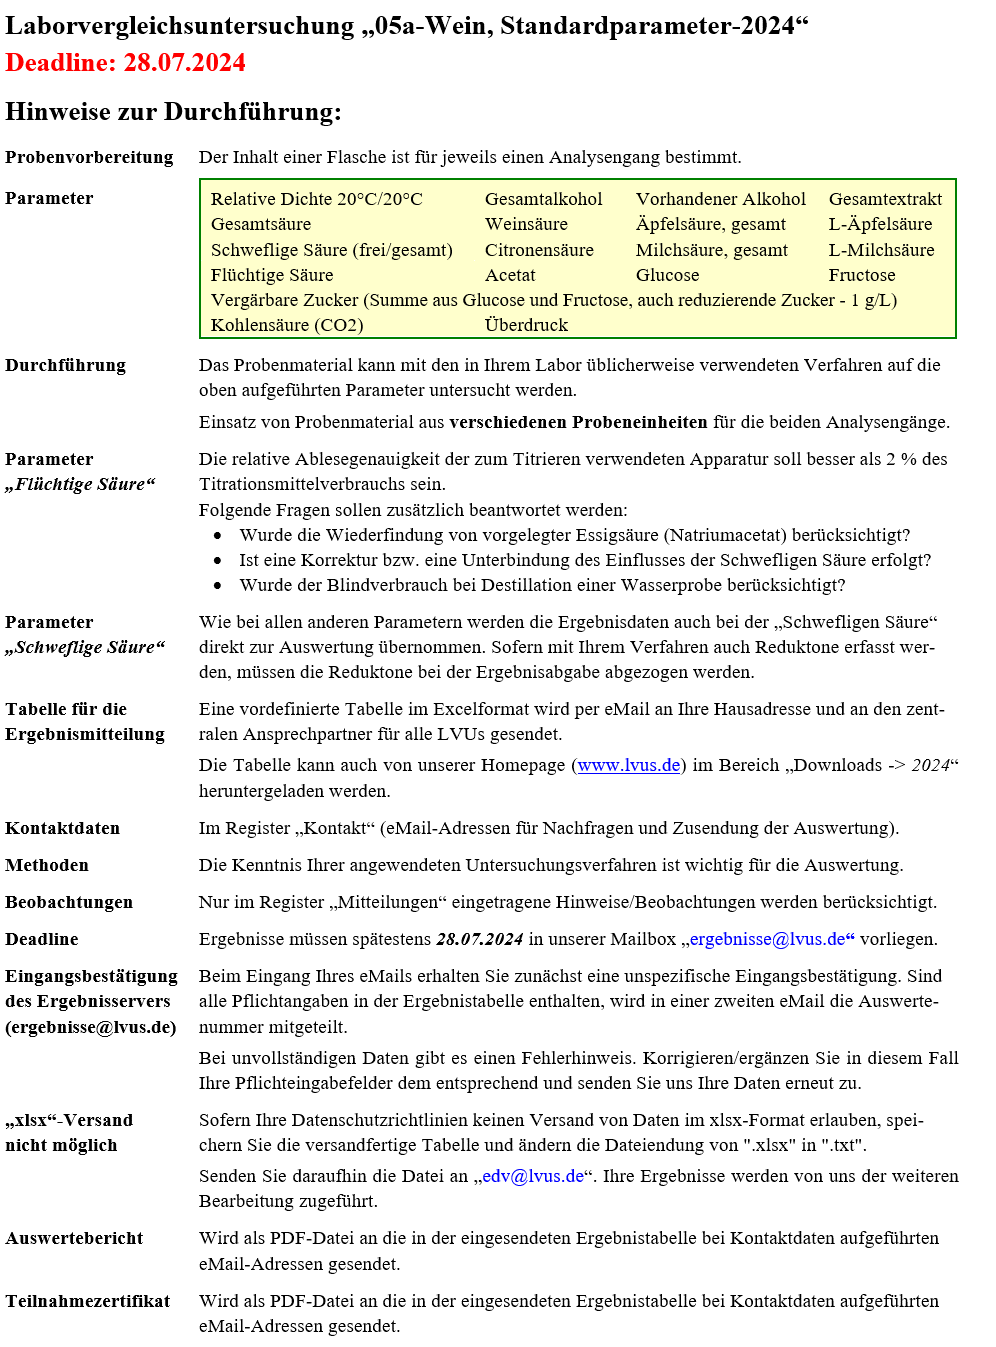 Laborvergleichsuntersuchung „05a-Wein, Standardparameter-2024“
Deadline: 28.07.2024
Hinweise zur Durchführung:
Probenvorbereitung Der Inhalt einer Flasche ist für jeweils einen Analysengang bestimmt.
Parameter Relative Dichte 20°C/20°C Gesamtalkohol Vorhandener Alkohol Gesamtextrakt
Gesamtsäure Weinsäure Äpfelsäure, gesamt L-Äpfelsäure
Schweflige Säure (frei/gesamt) Citronensäure Milchsäure, gesamt L-Milchsäure
Flüchtige Säure Acetat Glucose Fructose
Vergärbare Zucker (Summe aus Glucose und Fructose, auch reduzierende Zucker - 1 g/L)
Kohlensäure (CO2) Überdruck
Durchführung Das Probenmaterial kann mit den in Ihrem Labor üblicherweise verwendeten Verfahren auf die
oben aufgeführten Parameter untersucht werden.
Einsatz von Probenmaterial aus verschiedenen Probeneinheiten für die beiden Analysengänge.
Parameter Die relative Ablesegenauigkeit der zum Titrieren verwendeten Apparatur soll besser als 2 % des
„Flüchtige Säure“ Titrationsmittelverbrauchs sein.
Folgende Fragen sollen zusätzlich beantwortet werden:
• Wurde die Wiederfindung von vorgelegter Essigsäure (Natriumacetat) berücksichtigt?
• Ist eine Korrektur bzw. eine Unterbindung des Einflusses der Schwefligen Säure erfolgt?
• Wurde der Blindverbrauch bei Destillation einer Wasserprobe berücksichtigt?
Parameter Wie bei allen anderen Parametern werden die Ergebnisdaten auch bei der „Schwefligen Säure“
„Schweflige Säure“ direkt zur Auswertung übernommen. Sofern mit Ihrem Verfahren auch Reduktone erfasst wer-
den, müssen die Reduktone bei der Ergebnisabgabe abgezogen werden.
Tabelle für die Eine vordefinierte Tabelle im Excelformat wird per eMail an Ihre Hausadresse und an den zent-
Ergebnismitteilung ralen Ansprechpartner für alle LVUs gesendet.
Die Tabelle kann auch von unserer Homepage (www.lvus.de) im Bereich „Downloads -> 2024“
heruntergeladen werden.
Kontaktdaten Im Register „Kontakt“ (eMail-Adressen für Nachfragen und Zusendung der Auswertung).
Methoden Die Kenntnis Ihrer angewendeten Untersuchungsverfahren ist wichtig für die Auswertung.
Beobachtungen Nur im Register „Mitteilungen“ eingetragene Hinweise/Beobachtungen werden berücksichtigt.
Deadline Ergebnisse müssen spätestens 28.07.2024 in unserer Mailbox „ergebnisse@lvus.de“ vorliegen.
Eingangsbestätigung Beim Eingang Ihres eMails erhalten Sie zunächst eine unspezifische Eingangsbestätigung. Sind
des Ergebnisservers alle Pflichtangaben in der Ergebnistabelle enthalten, wird in einer zweiten eMail die Auswerte-
(ergebnisse@lvus.de) nummer mitgeteilt.
Bei unvollständigen Daten gibt es einen Fehlerhinweis. Korrigieren/ergänzen Sie in diesem Fall
Ihre Pflichteingabefelder dem entsprechend und senden Sie uns Ihre Daten erneut zu.
„xlsx“-Versand Sofern Ihre Datenschutzrichtlinien keinen Versand von Daten im xlsx-Format erlauben, spei-
nicht möglich chern Sie die versandfertige Tabelle und ändern die Dateiendung von ".xlsx" in ".txt".
Senden Sie daraufhin die Datei an „edv@lvus.de“. Ihre Ergebnisse werden von uns der weiteren
Bearbeitung zugeführt.
Auswertebericht Wird als PDF-Datei an die in der eingesendeten Ergebnistabelle bei Kontaktdaten aufgeführten
eMail-Adressen gesendet.
Teilnahmezertifikat Wird als PDF-Datei an die in der eingesendeten Ergebnistabelle bei Kontaktdaten aufgeführten
eMail-Adressen gesendet.